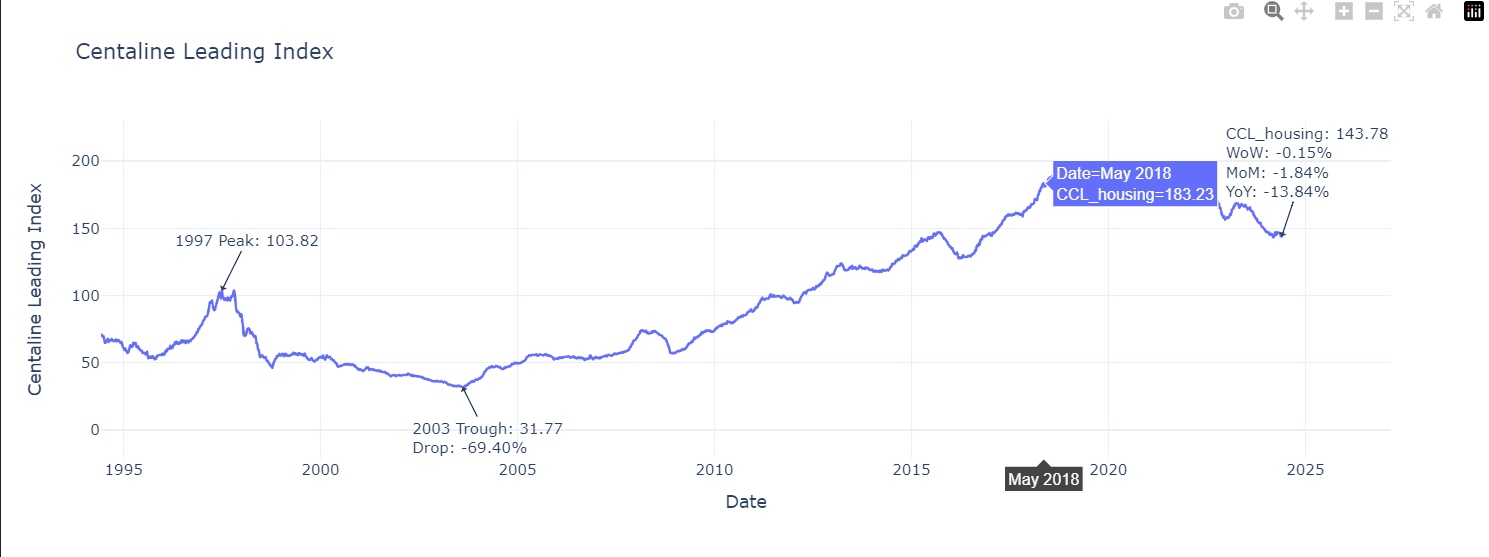 Centaline Leading Index
CCL_housing: 143.78
WoW: -0.15%
MoM: -1.84%
YoY: -13.84%
Date=May 2018
CCL_housing=183.23
1997 Peak: 103.82
2003 Trough: 31.77
Drop: -69.40%
Centaline Leading Index
200
150
100
50
0
1995
2000
2005
2010
2015
2020
2025
May 2018
Date